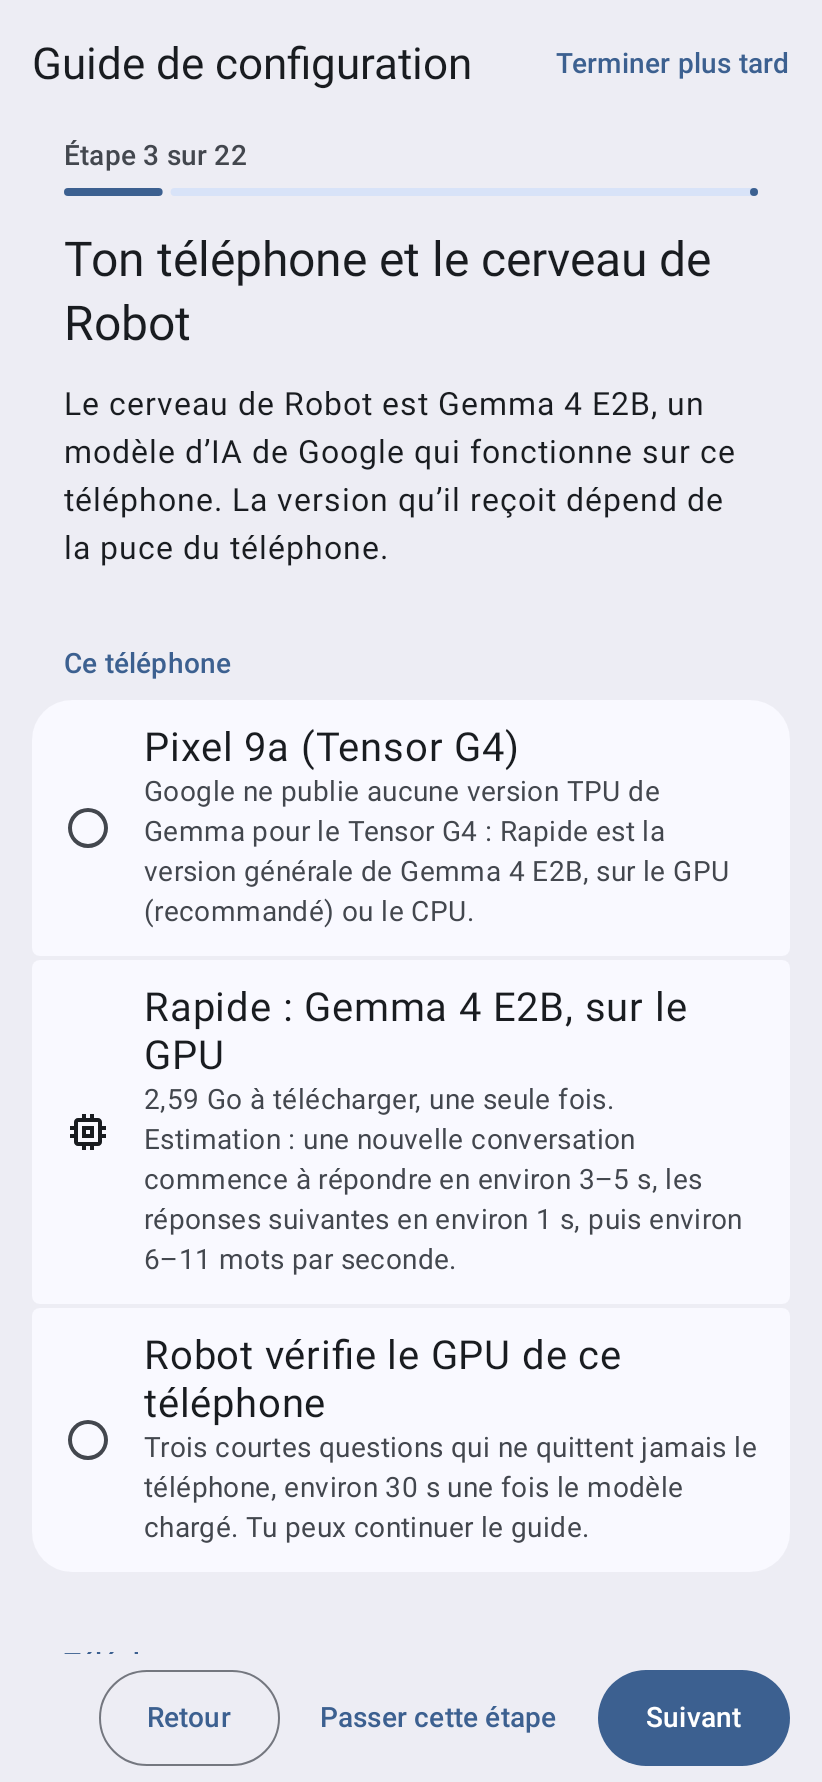 Guide de configuration
Terminer plus tard
Étape 3 sur 22
Ton téléphone et le cerveau de
Robot
Le cerveau de Robot est Gemma 4 E2B, un
modèle d’IA de Google qui fonctionne sur ce
téléphone. La version qu’il reçoit dépend de
la puce du téléphone.
Ce téléphone
Pixel 9a (Tensor G4)
Google ne publie aucune version TPU de
Gemma pour le Tensor G4 : Rapide est la
version générale de Gemma 4 E2B, sur le GPU
(recommandé) ou le CPU.
Rapide : Gemma 4 E2B, sur le
GPU
2,59 Go à télécharger, une seule fois.
Estimation : une nouvelle conversation
commence à répondre en environ 3–5 s, les
réponses suivantes en environ 1 s, puis environ
6–11 mots par seconde.
Robot vérifie le GPU de ce
téléphone
Trois courtes questions qui ne quittent jamais le
téléphone, environ 30 s une fois le modèle
chargé. Tu peux continuer le guide.
Retour
Passer cette étape
Suivant